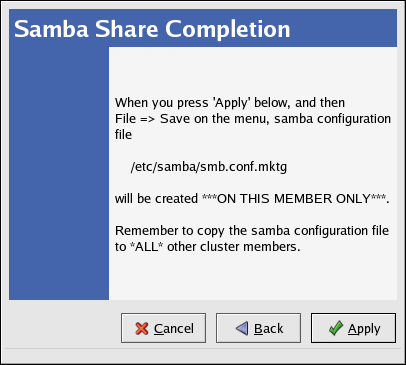 Samba Share Completion
When you press 'Apply' below, and then
File => Save on the menu, samba configuration
file
/etc/samba/smb.conf.mktg
will be created ***ON THIS MEMBER ONLY***.
Remember to copy the samba configuration file
to *ALL* other cluster members.
Cancel
Back
Apply